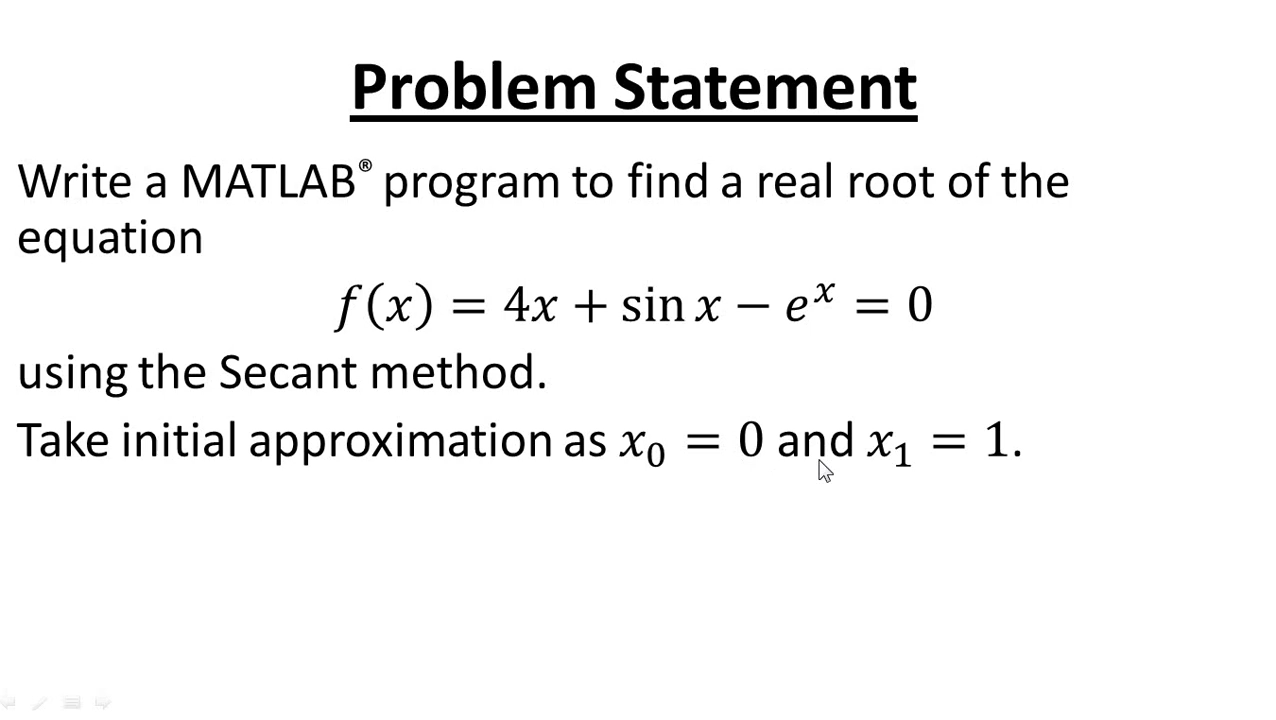 Problem Statement
Write a MATLAB® program to find a real root of the
equation
f(x) = 4x + sin x − eˣ = 0
using the Secant method.
Take initial approximation as x₀ = 0 and x₁ = 1.